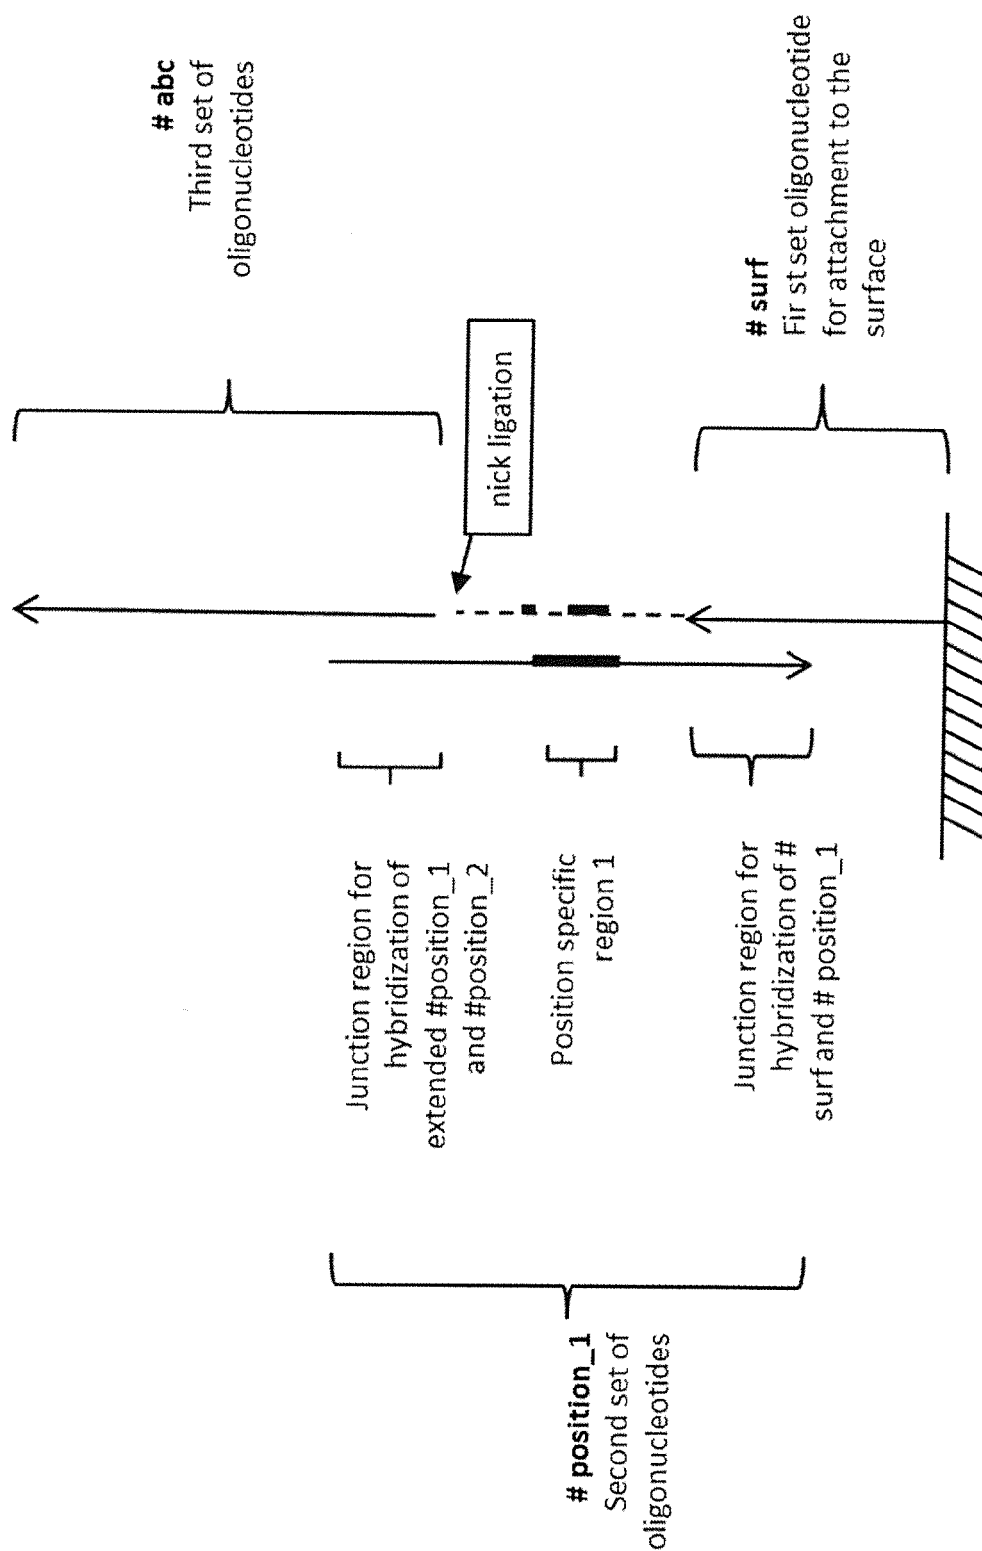 # abc
Third set of
oligonucleotides
nick ligation
# surf
Fir st set oligonucleotide
for attachment to the
surface
Junction region for
hybridization of
extended #position_1
and #position_2
Position specific
region 1
Junction region for
hybridization of #
surf and # position_1
# position_1
Second set of
oligonucleotides